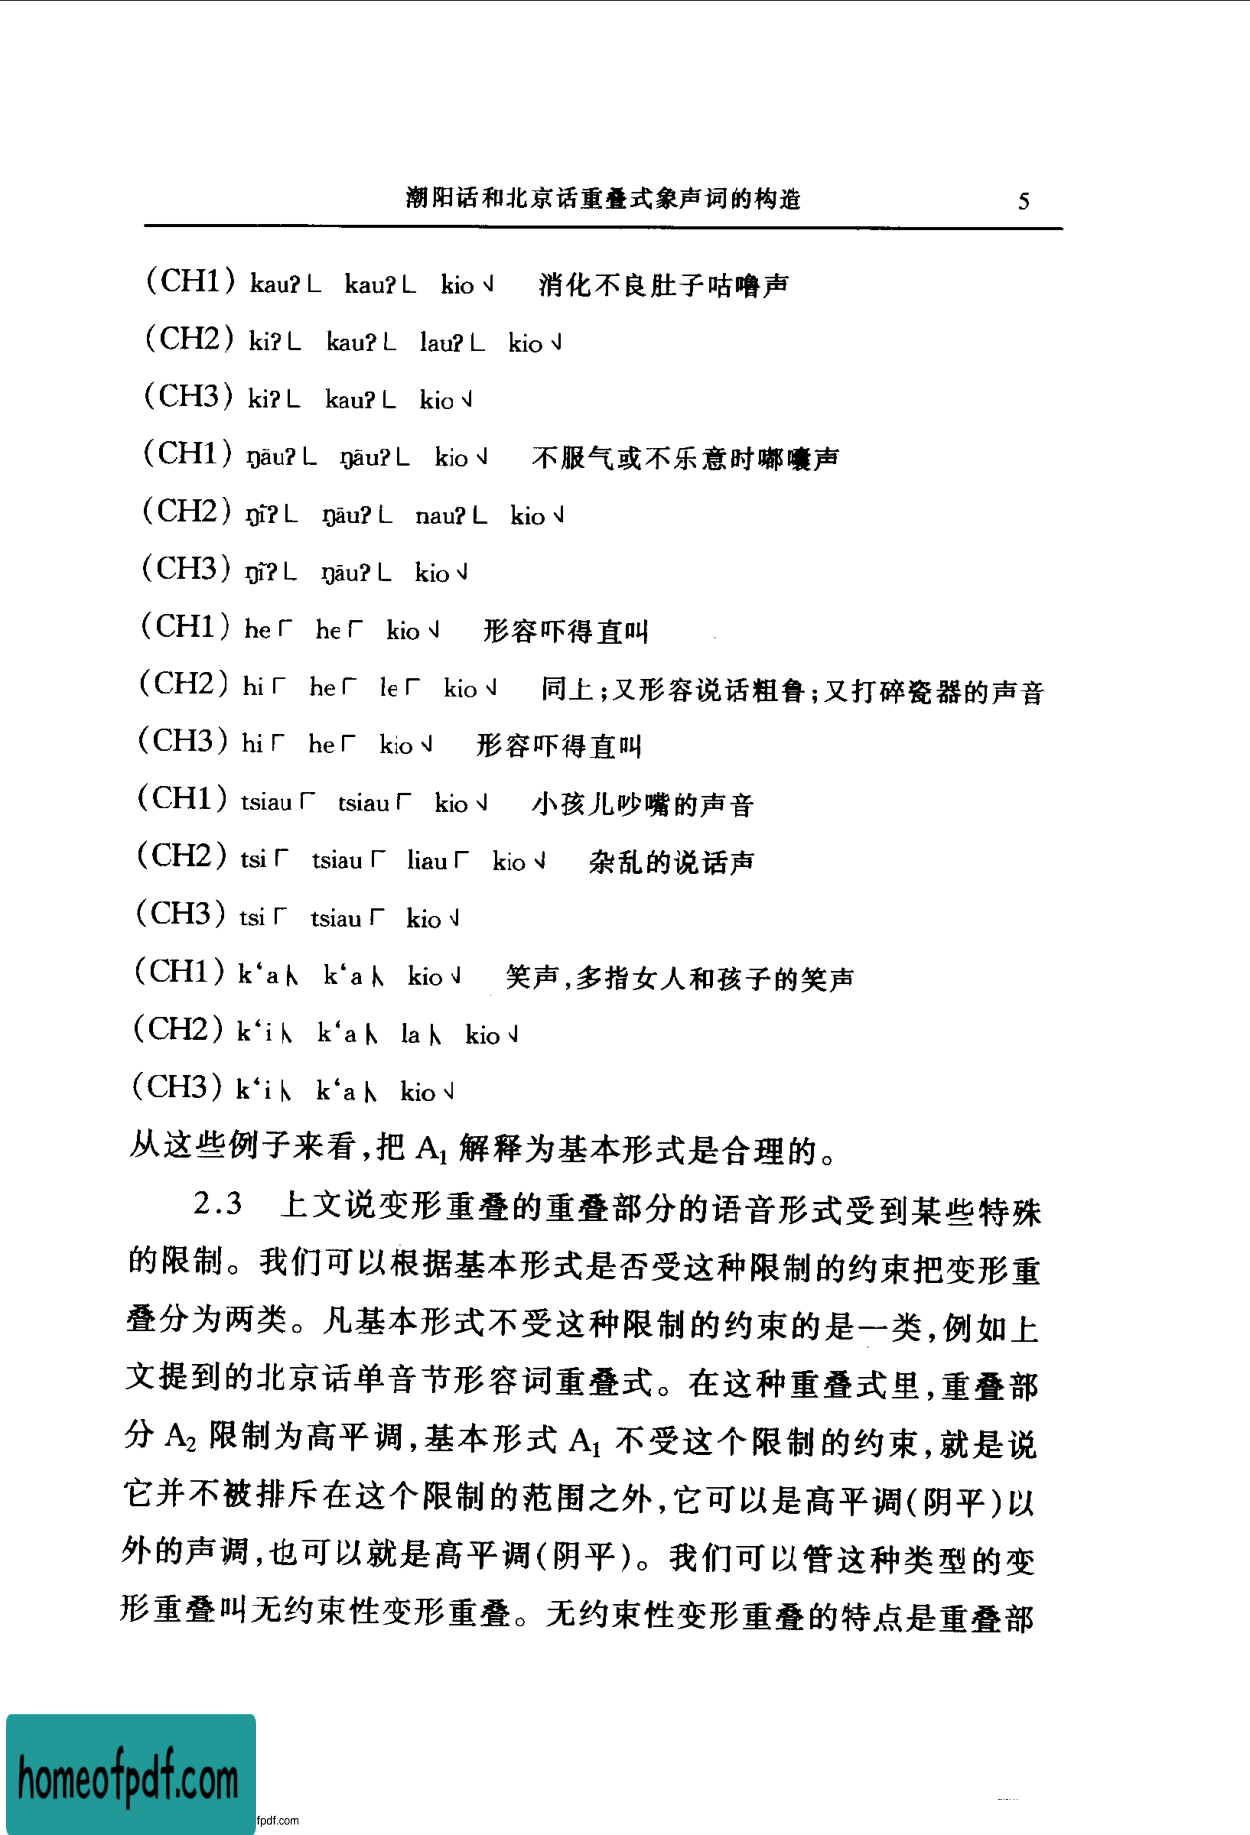 潮阳话和北京话重叠式象声词的构造 5
(CH1) kauʔ㇄ kauʔ㇄ kio˧˩ 消化不良肚子咕噜声
(CH2) kiʔ㇄ kauʔ㇄ lauʔ㇄ kio˧˩
(CH3) kiʔ㇄ kauʔ㇄ kio˧˩
(CH1) ŋãuʔ㇄ ŋãuʔ㇄ kio˧˩ 不服气或不乐意时嘟囔声
(CH2) ŋĩʔ㇄ ŋãuʔ㇄ nauʔ㇄ kio˧˩
(CH3) ŋĩʔ㇄ ŋãuʔ㇄ kio˧˩
(CH1) he「 he「 kio˧˩ 形容吓得直叫
(CH2) hi「 he「 le「 kio˧˩ 同上;又形容说话粗鲁;又打碎瓷器的声音
(CH3) hi「 he「 kio˧˩ 形容吓得直叫
(CH1) tsiau「 tsiau「 kio˧˩ 小孩儿吵嘴的声音
(CH2) tsi「 tsiau「 liau「 kio˧˩ 杂乱的说话声
(CH3) tsi「 tsiau「 kio˧˩
(CH1) k‘a k‘a kio˧˩ 笑声,多指女人和孩子的笑声
(CH2) k‘i k‘a la kio˧˩
(CH3) k‘i k‘a kio˧˩
从这些例子来看,把 A₁ 解释为基本形式是合理的。
2.3 上文说变形重叠的重叠部分的语音形式受到某些特殊
的限制。我们可以根据基本形式是否受这种限制的约束把变形重
叠分为两类。凡基本形式不受这种限制的约束的是一类,例如上
文提到的北京话单音节形容词重叠式。在这种重叠式里,重叠部
分 A₂ 限制为高平调,基本形式 A₁ 不受这个限制的约束,就是说
它并不被排斥在这个限制的范围之外,它可以是高平调(阴平)以
外的声调,也可以就是高平调(阴平)。我们可以管这种类型的变
形重叠叫无约束性变形重叠。无约束性变形重叠的特点是重叠部
homeofpdf.com
fpdf.com